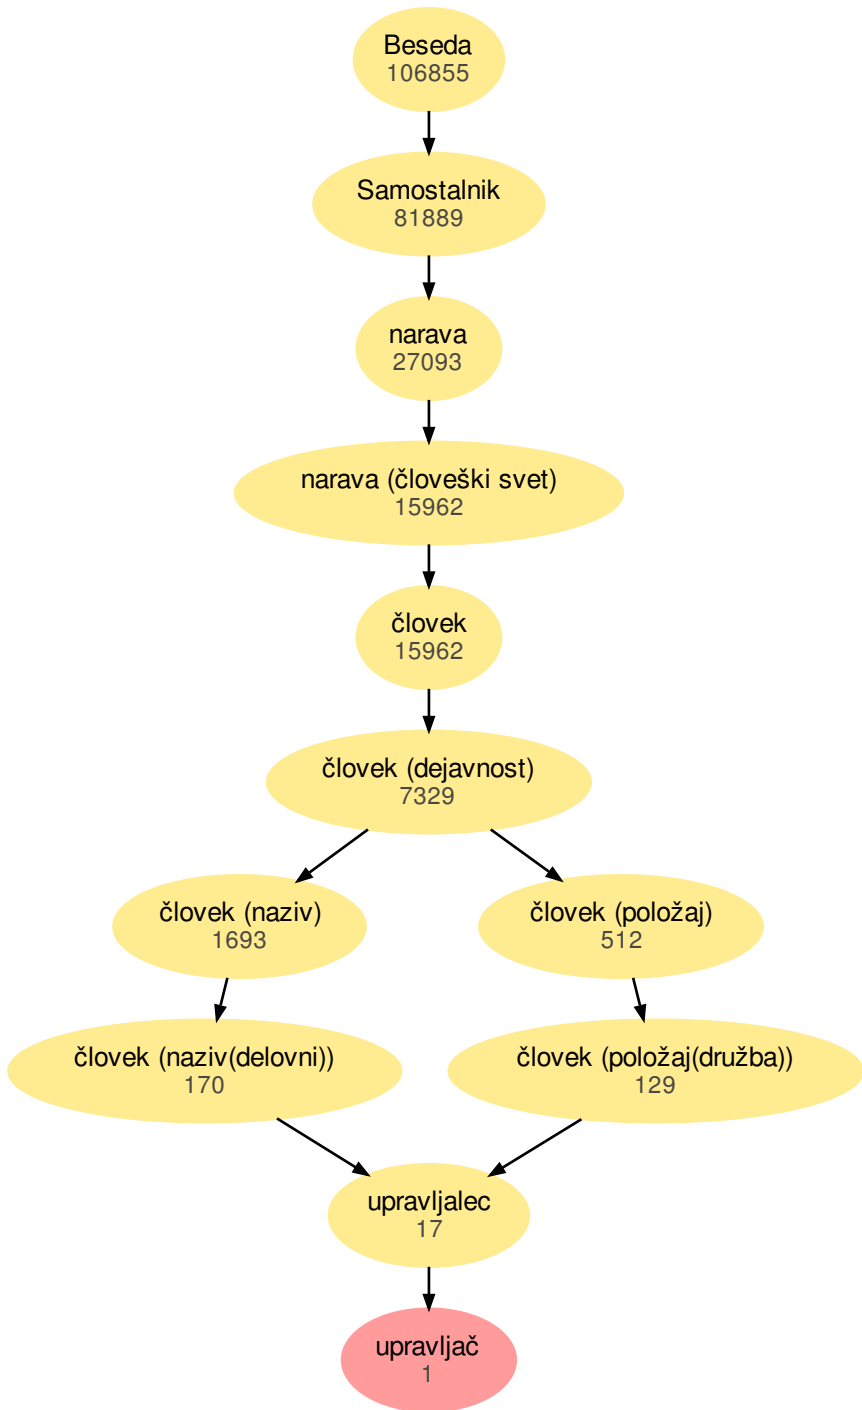 Beseda
106855
Samostalnik
81889
narava
27093
narava (človeški svet)
15962
človek
15962
človek (dejavnost)
7329
človek (naziv)
1693
človek (položaj)
512
človek (naziv(delovni))
170
človek (položaj(družba))
129
upravljalec
17
upravljač
1